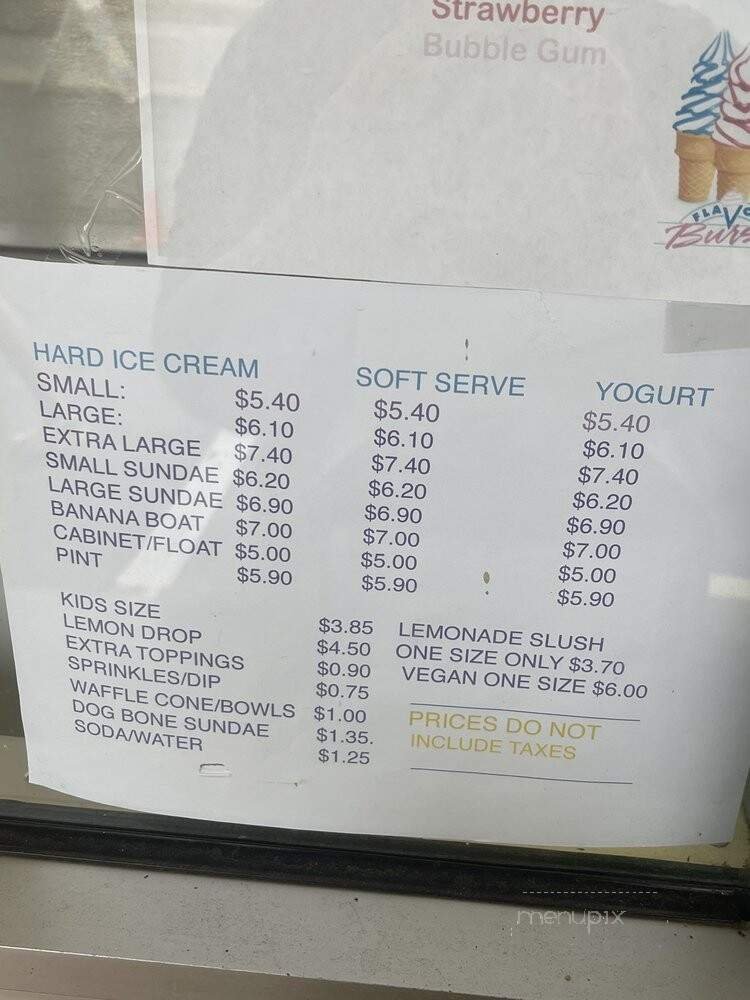 Strawberry
Bubble Gum
FLAVO
Burs
HARD ICE CREAM SOFT SERVE YOGURT
SMALL: $5.40 $5.40 $5.40
LARGE: $6.10 $6.10 $6.10
EXTRA LARGE $7.40 $7.40 $7.40
SMALL SUNDAE $6.20 $6.20 $6.20
LARGE SUNDAE $6.90 $6.90 $6.90
BANANA BOAT $7.00 $7.00 $7.00
CABINET/FLOAT $5.00 $5.00 $5.00
PINT $5.90 $5.90 $5.90
KIDS SIZE $3.85
LEMON DROP $4.50
EXTRA TOPPINGS $0.90
SPRINKLES/DIP $0.75
WAFFLE CONE/BOWLS $1.00
DOG BONE SUNDAE $1.35.
SODA/WATER $1.25
LEMONADE SLUSH
ONE SIZE ONLY $3.70
VEGAN ONE SIZE $6.00
PRICES DO NOT
INCLUDE TAXES
menupix